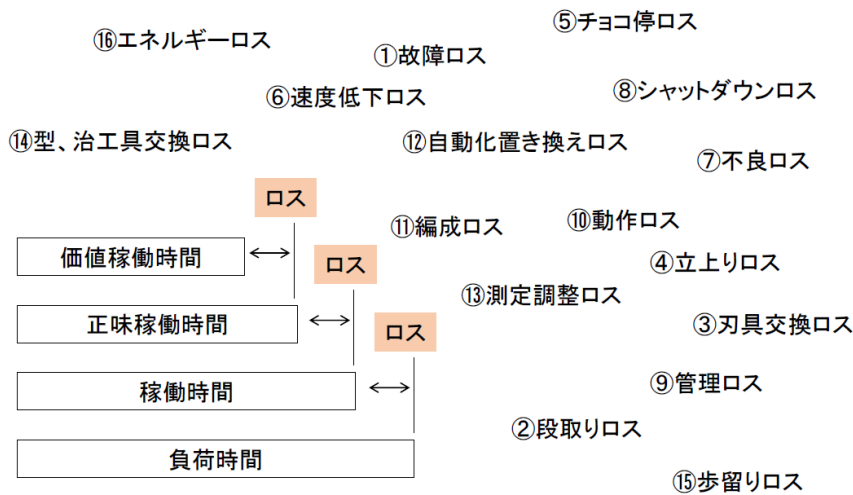 ⑤チョコ停ロス
⑯エネルギーロス
①故障ロス
⑧シャットダウンロス
⑥速度低下ロス
⑭型、治工具交換ロス
⑫自動化置き換えロス
⑦不良ロス
ロス
⑪編成ロス
⑩動作ロス
価値稼働時間
ロス
④立上りロス
⑬測定調整ロス
正味稼働時間
ロス
③刃具交換ロス
稼働時間
⑨管理ロス
②段取りロス
負荷時間
⑮歩留りロス